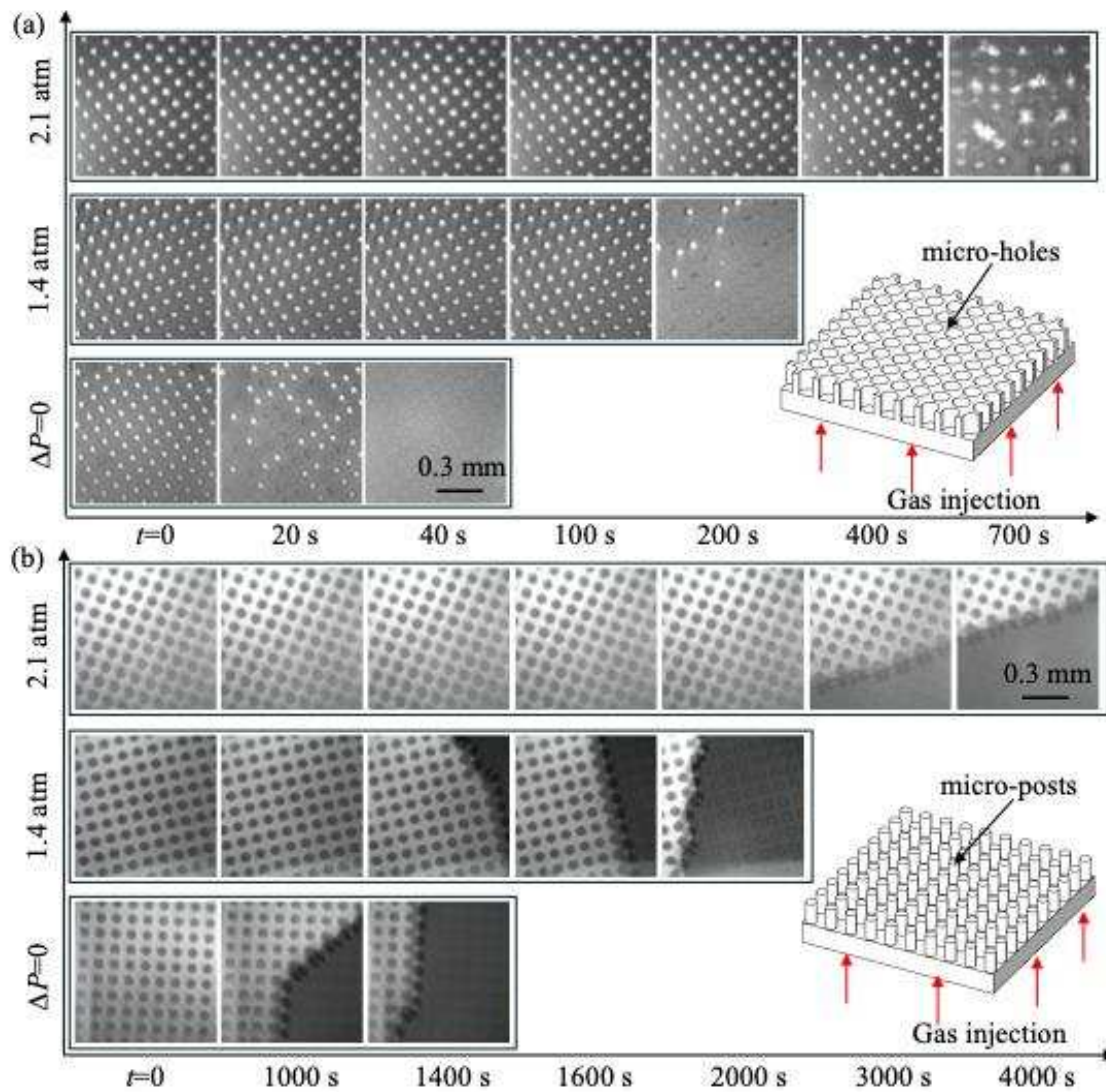 (a)
2.1 atm
1.4 atm
micro-holes
ΔP=0
0.3 mm
Gas injection
t=0 20 s 40 s 100 s 200 s 400 s 700 s
(b)
2.1 atm
0.3 mm
1.4 atm
micro-posts
ΔP=0
Gas injection
t=0 1000 s 1400 s 1600 s 2000 s 3000 s 4000 s